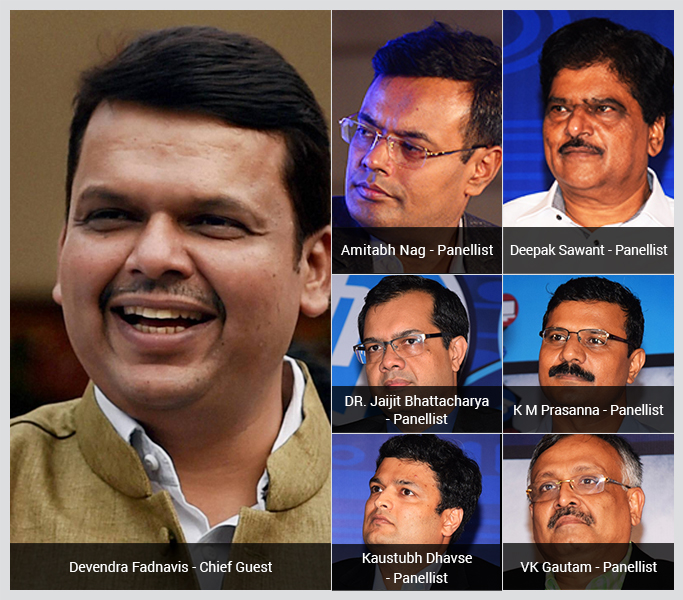 Amitabh Nag - Panellist
Deepak Sawant - Panellist
DR. Jaijit Bhattacharya
- Panellist
K M Prasanna - Panellist
Devendra Fadnavis - Chief Guest
Kaustubh Dhavse
- Panellist
VK Gautam - Panellist